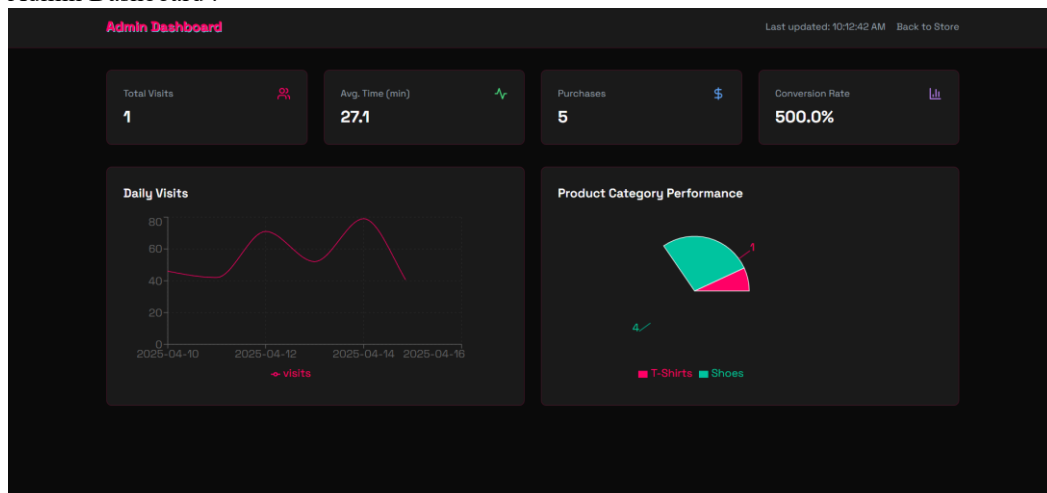 Admin Dashboard
Last updated: 10:12:42 AM Back to Store
Total Visits
1
Avg. Time (min)
27.1
Purchases
5
Conversion Rate
500.0%
Daily Visits
80
60
40
20
0
2025-04-10 2025-04-12 2025-04-14 2025-04-16
visits
Product Category Performance
1
4
T-Shirts Shoes